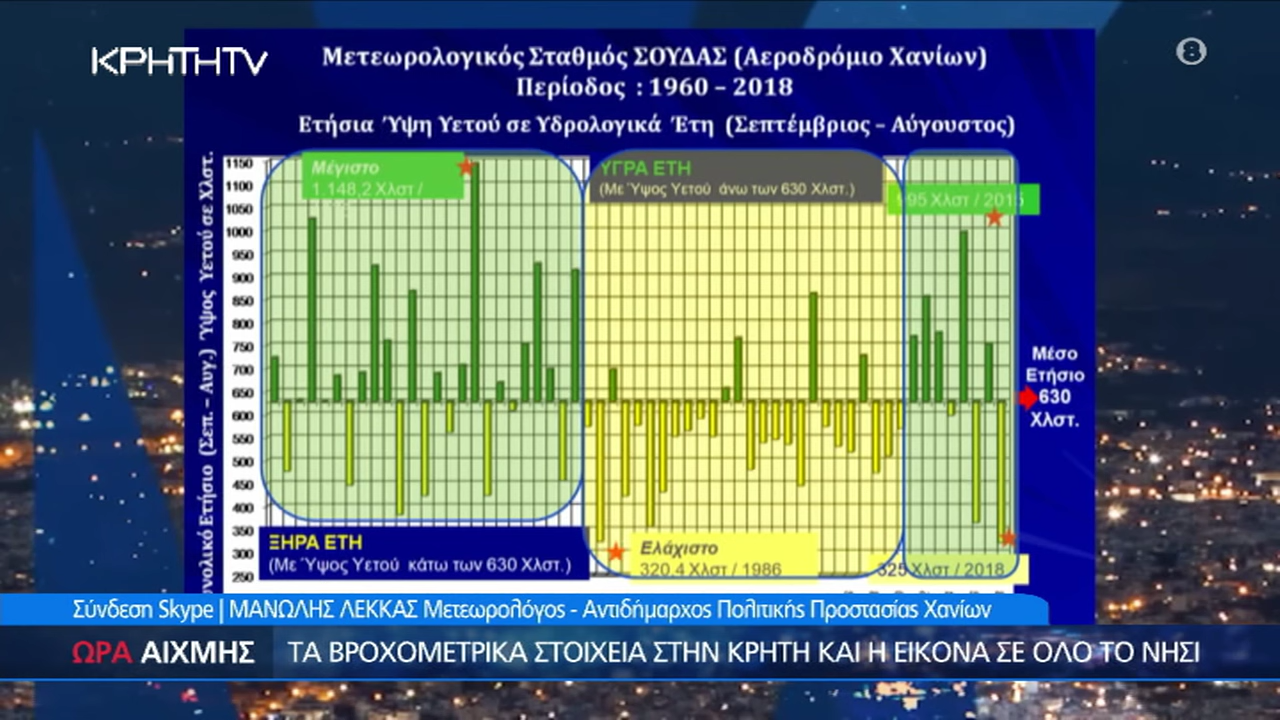 ΚΡΗΤΗTV
8
Μετεωρολογικός Σταθμός ΣΟΥΔΑΣ (Αεροδρόμιο Χανίων)
Περίοδος : 1960 – 2018
Ετήσια Ύψη Υετού σε Υδρολογικά Έτη (Σεπτέμβριος – Αύγουστος)
Ετήσιο (Σεπ. – Αυγ.) Ύψος Υετού σε Χλστ.
1150
1100
1050
1000
950
900
850
800
750
700
650
600
550
500
450
400
350
300
250
Μέγιστο
1.148,2 Χλστ /
ΥΓΡΑ ΕΤΗ
(Με Ύψος Υετού άνω των 630 Χλστ.)
995 Χλστ / 2015
Μέσο
Ετήσιο
630
Χλστ.
ΞΗΡΑ ΕΤΗ
(Με Ύψος Υετού κάτω των 630 Χλστ.)
Ελάχιστο
320,4 Χλστ / 1986
325 Χλστ / 2018
Σύνδεση Skype | ΜΑΝΩΛΗΣ ΛΕΚΚΑΣ Μετεωρολόγος - Αντιδήμαρχος Πολιτικής Προστασίας Χανίων
ΩΡΑ ΑΙΧΜΗΣ
ΤΑ ΒΡΟΧΟΜΕΤΡΙΚΑ ΣΤΟΙΧΕΙΑ ΣΤΗΝ ΚΡΗΤΗ ΚΑΙ Η ΕΙΚΟΝΑ ΣΕ ΟΛΟ ΤΟ ΝΗΣΙ